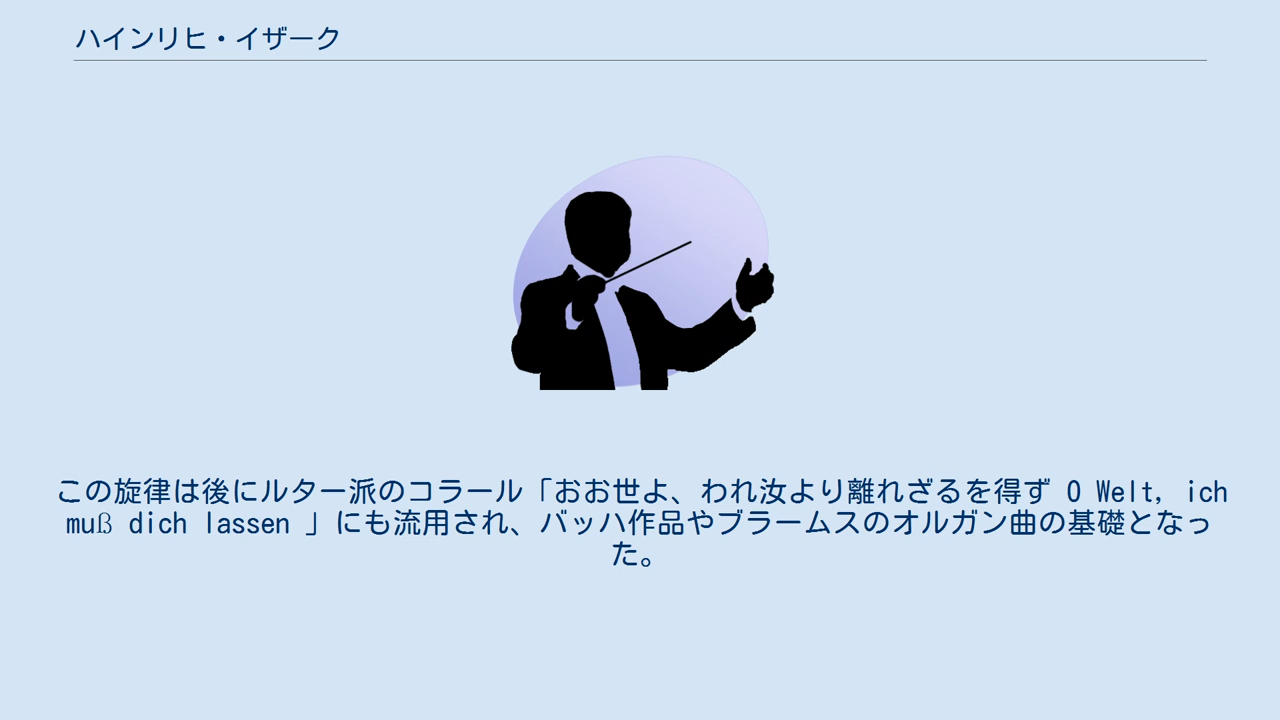 ハインリヒ・イザーク
この旋律は後にルター派のコラール「おお世よ、われ汝より離れざるを得ず O Welt, ich
muß dich lassen 」にも流用され、バッハ作品やブラームスのオルガン曲の基礎となっ
た。